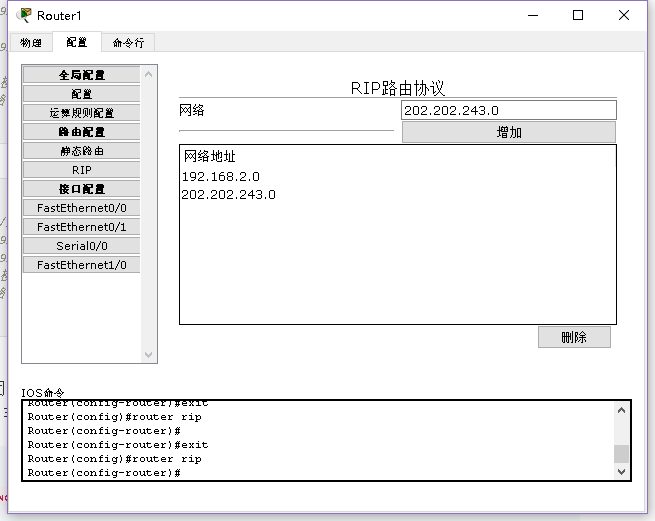 Router1
物理 配置 命令行
全局配置
配置
运算规则配置
路由配置
静态路由
RIP
接口配置
FastEthernet0/0
FastEthernet0/1
Serial0/0
FastEthernet1/0
RIP路由协议
网络 202.202.243.0
增加
网络地址
192.168.2.0
202.202.243.0
删除
IOS命令
Router(config-router)#exit
Router(config)#router rip
Router(config-router)#
Router(config-router)#exit
Router(config)#router rip
Router(config-router)#